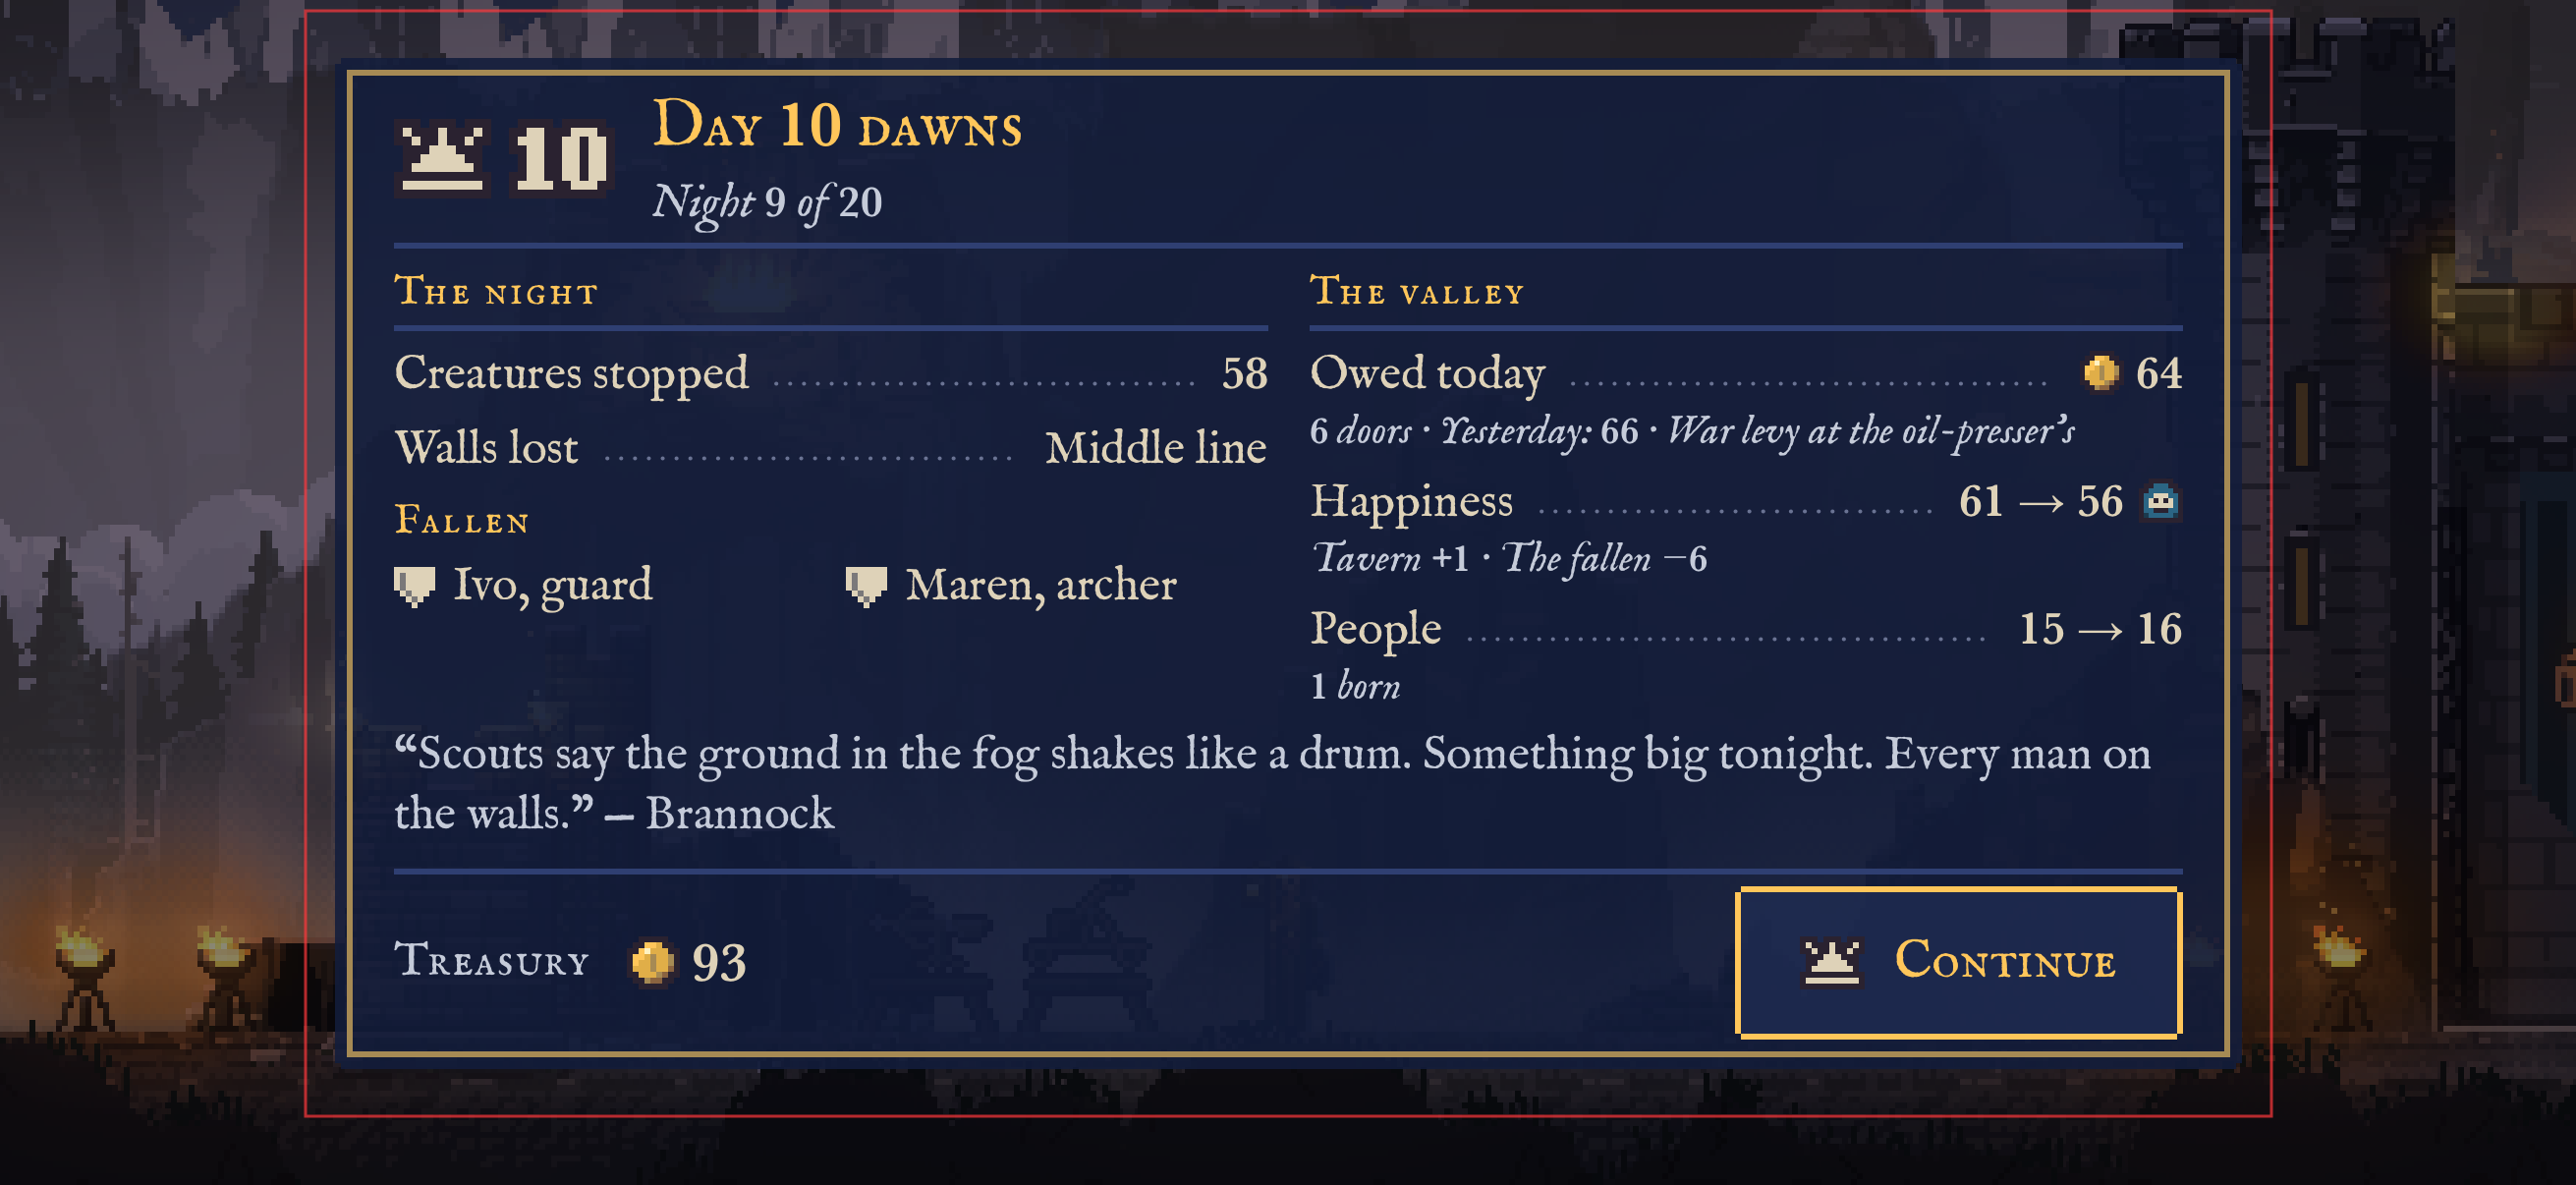 10
Day 10 dawns
Night 9 of 20
The night
Creatures stopped 58
Walls lost Middle line
Fallen
Ivo, guard
Maren, archer
The valley
Owed today 64
6 doors · Yesterday: 66 · War levy at the oil-presser's
Happiness 61 → 56
Tavern +1 · The fallen −6
People 15 → 16
1 born
“Scouts say the ground in the fog shakes like a drum. Something big tonight. Every man on
the walls.” — Brannock
Treasury 93
Continue